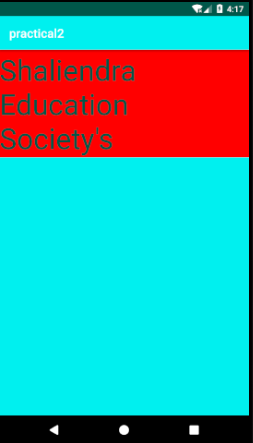 4:17
practical2
Shaliendra
Education
Society's